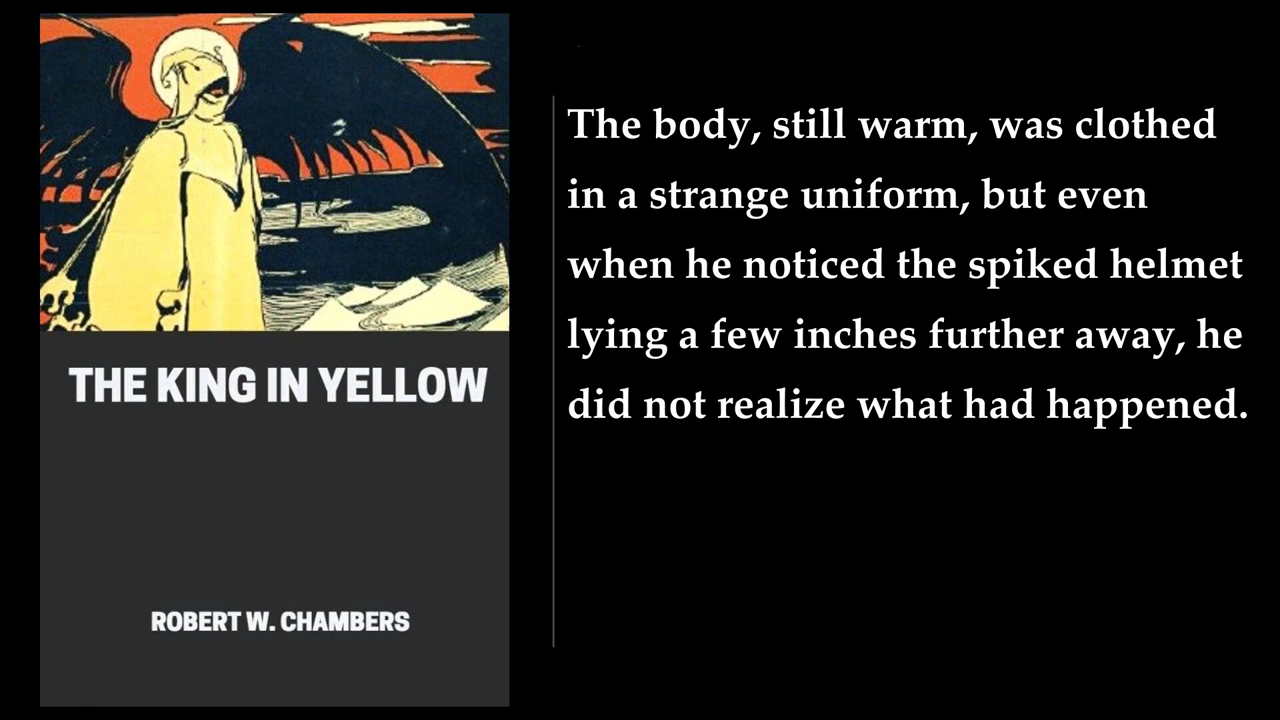 THE KING IN YELLOW
ROBERT W. CHAMBERS
The body, still warm, was clothed
in a strange uniform, but even
when he noticed the spiked helmet
lying a few inches further away, he
did not realize what had happened.